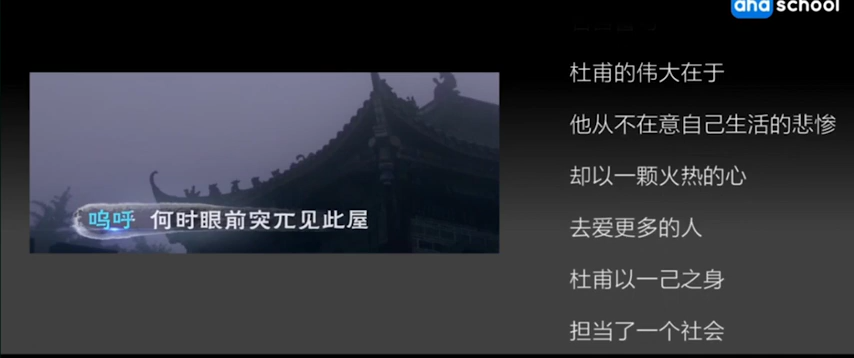 aha school
杜甫的伟大在于
他从不在意自己生活的悲惨
却以一颗火热的心
去爱更多的人
杜甫以一己之身
担当了一个社会
呜呼 何时眼前突兀见此屋